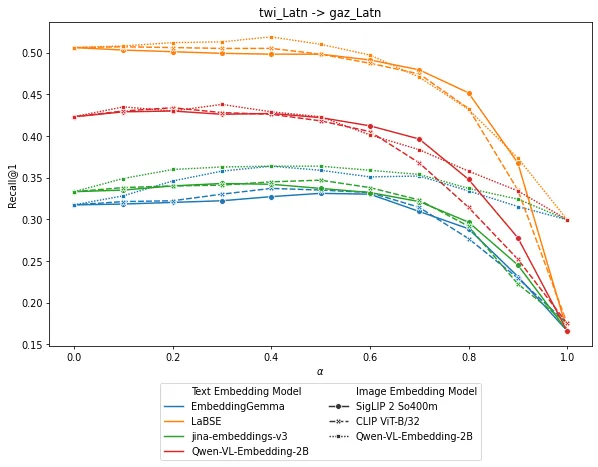 twi_Latn -> gaz_Latn
Recall@1
0.50
0.45
0.40
0.35
0.30
0.25
0.20
0.15
0.0 0.2 0.4 0.6 0.8 1.0
α
Text Embedding Model Image Embedding Model
EmbeddingGemma SigLIP 2 So400m
LaBSE CLIP ViT-B/32
jina-embeddings-v3 Qwen-VL-Embedding-2B
Qwen-VL-Embedding-2B